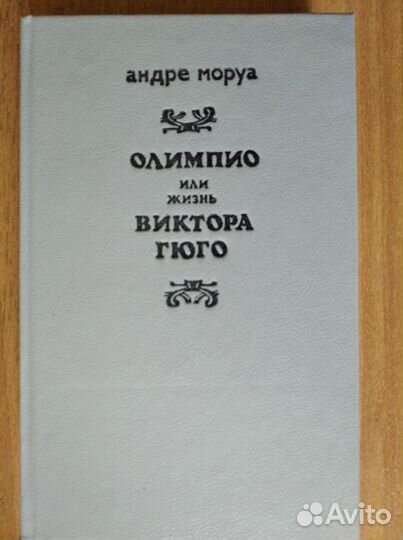 андре моруа
ОЛИМПИО
или
жизнь
ВИКТОРА
ГЮГО
Avito